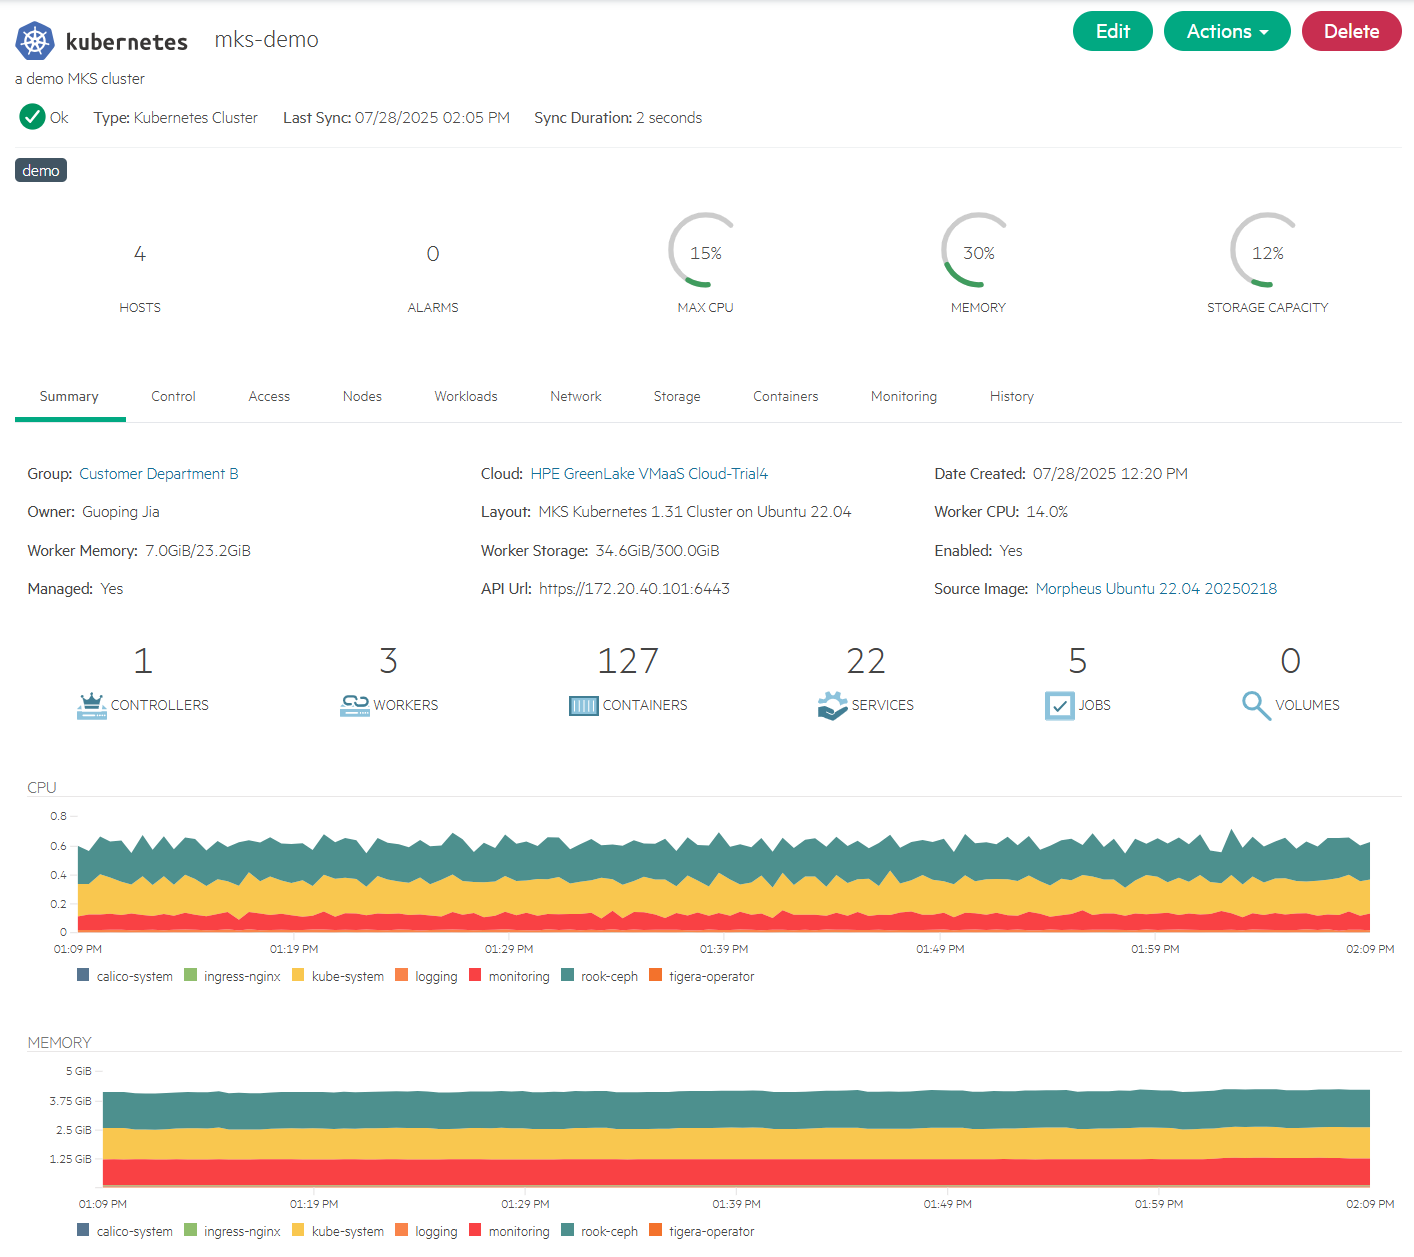 kubernetes mks-demo Edit Actions Delete
a demo MKS cluster
Ok Type: Kubernetes Cluster Last Sync: 07/28/2025 02:05 PM Sync Duration: 2 seconds
demo
4 0 15% 30% 12%
HOSTS ALARMS MAX CPU MEMORY STORAGE CAPACITY
Summary Control Access Nodes Workloads Network Storage Containers Monitoring History
Group: Customer Department B Cloud: HPE GreenLake VMaaS Cloud-Trial4 Date Created: 07/28/2025 12:20 PM
Owner: Guoping Jia Layout: MKS Kubernetes 1.31 Cluster on Ubuntu 22.04 Worker CPU: 14.0%
Worker Memory: 7.0GiB/23.2GiB Worker Storage: 34.6GiB/300.0GiB Enabled: Yes
Managed: Yes API Url: https://172.20.40.101:6443 Source Image: Morpheus Ubuntu 22.04 20250218
1 3 127 22 5 0
CONTROLLERS WORKERS CONTAINERS SERVICES JOBS VOLUMES
CPU
0.8
0.6
0.4
0.2
0
01:09 PM 01:19 PM 01:29 PM 01:39 PM 01:49 PM 01:59 PM 02:09 PM
calico-system ingress-nginx kube-system logging monitoring rook-ceph tigera-operator
MEMORY
5 GiB
3.75 GiB
2.5 GiB
1.25 GiB
01:09 PM 01:19 PM 01:29 PM 01:39 PM 01:49 PM 01:59 PM 02:09 PM
calico-system ingress-nginx kube-system logging monitoring rook-ceph tigera-operator